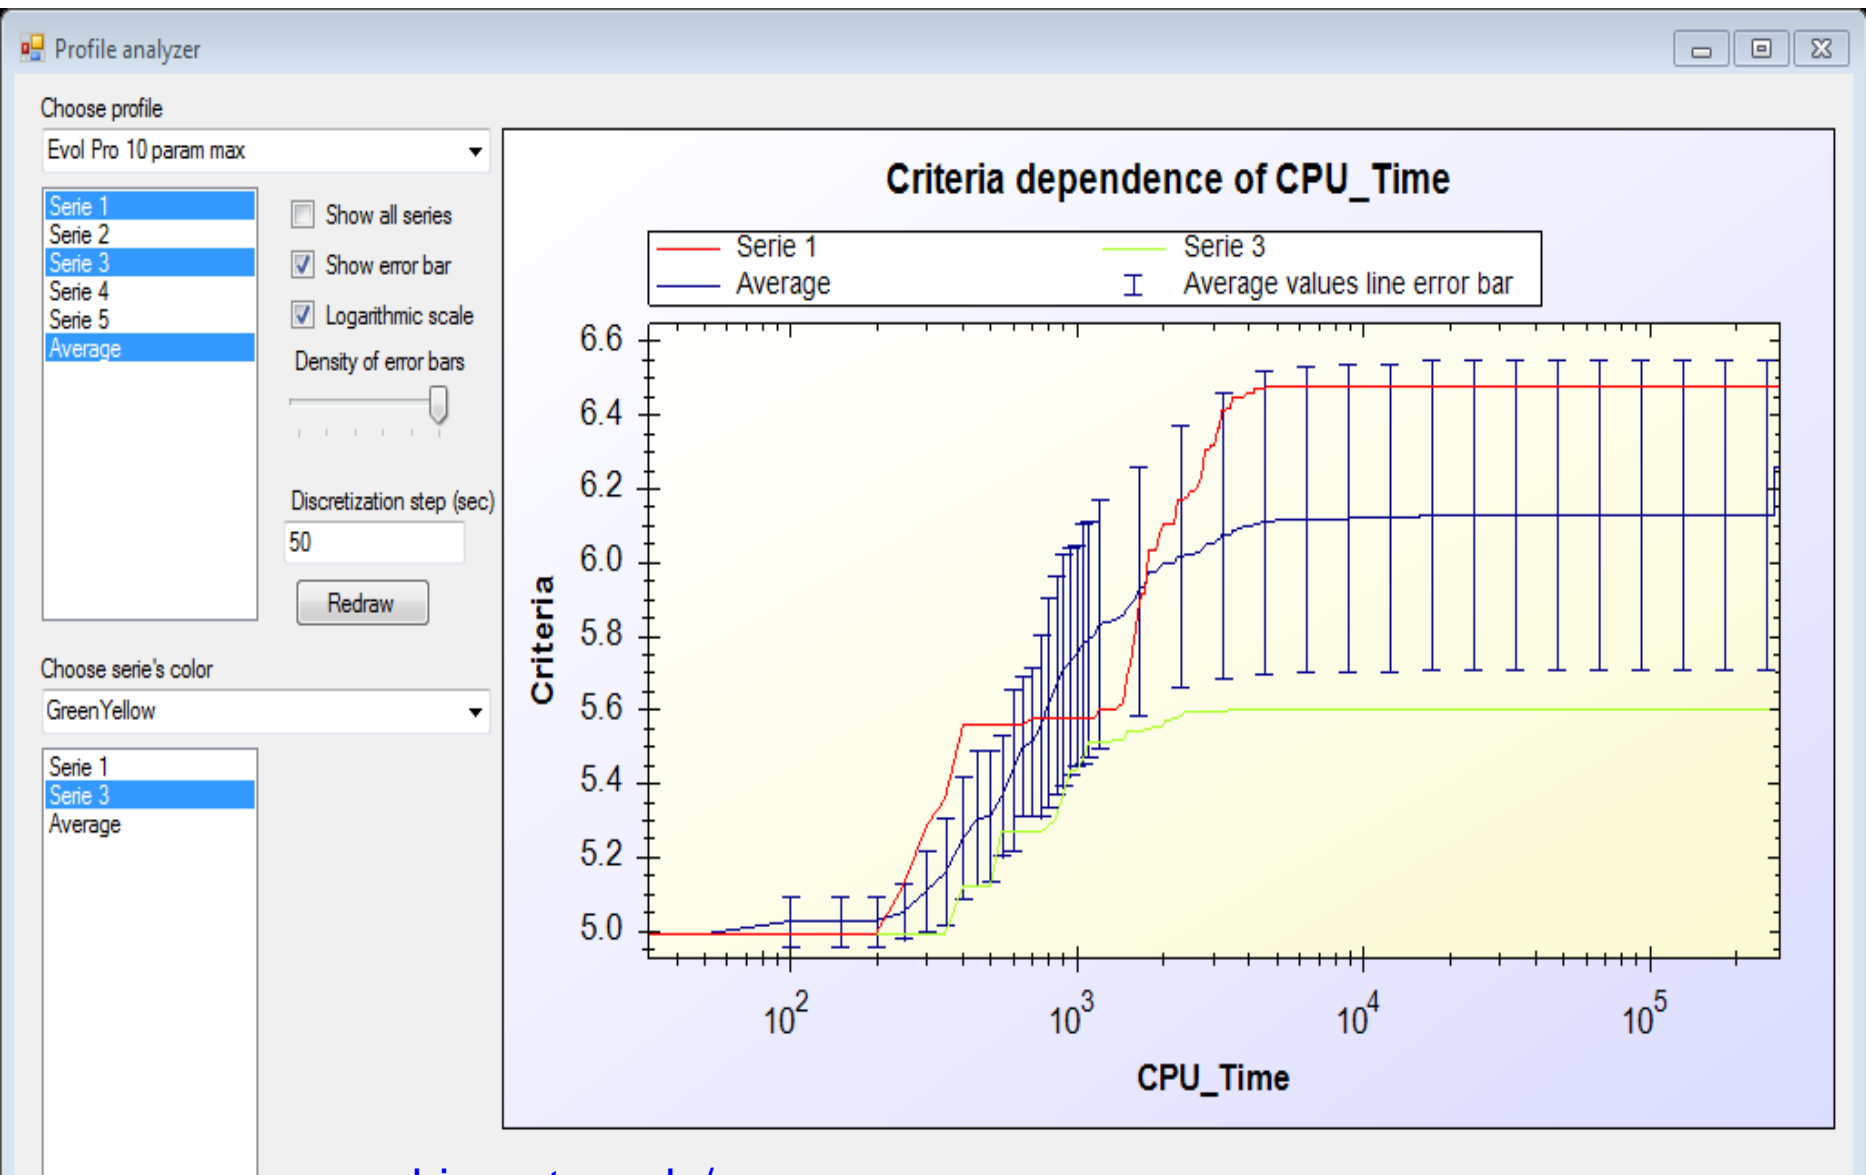 Profile analyzer
Choose profile
Evol Pro 10 param max
Serie 1
Serie 2
Serie 3
Serie 4
Serie 5
Average
Show all series
Show error bar
Logarithmic scale
Density of error bars
Discretization step (sec)
50
Redraw
Choose serie's color
GreenYellow
Serie 1
Serie 3
Average
Criteria dependence of CPU_Time
Serie 1
Serie 3
Average
Average values line error bar
Criteria
6.6
6.4
6.2
6.0
5.8
5.6
5.4
5.2
5.0
10^2
10^3
10^4
10^5
CPU_Time